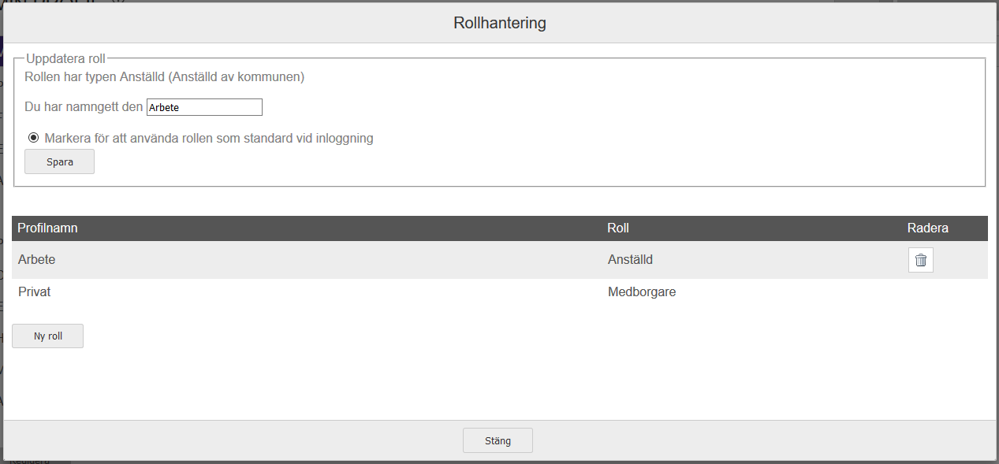 Rollhantering
Uppdatera roll
Rollen har typen Anställd (Anställd av kommunen)
Du har namngett den Arbete
Markera för att använda rollen som standard vid inloggning
Spara
Profilnamn Roll Radera
Arbete Anställd
Privat Medborgare
Ny roll
Stäng